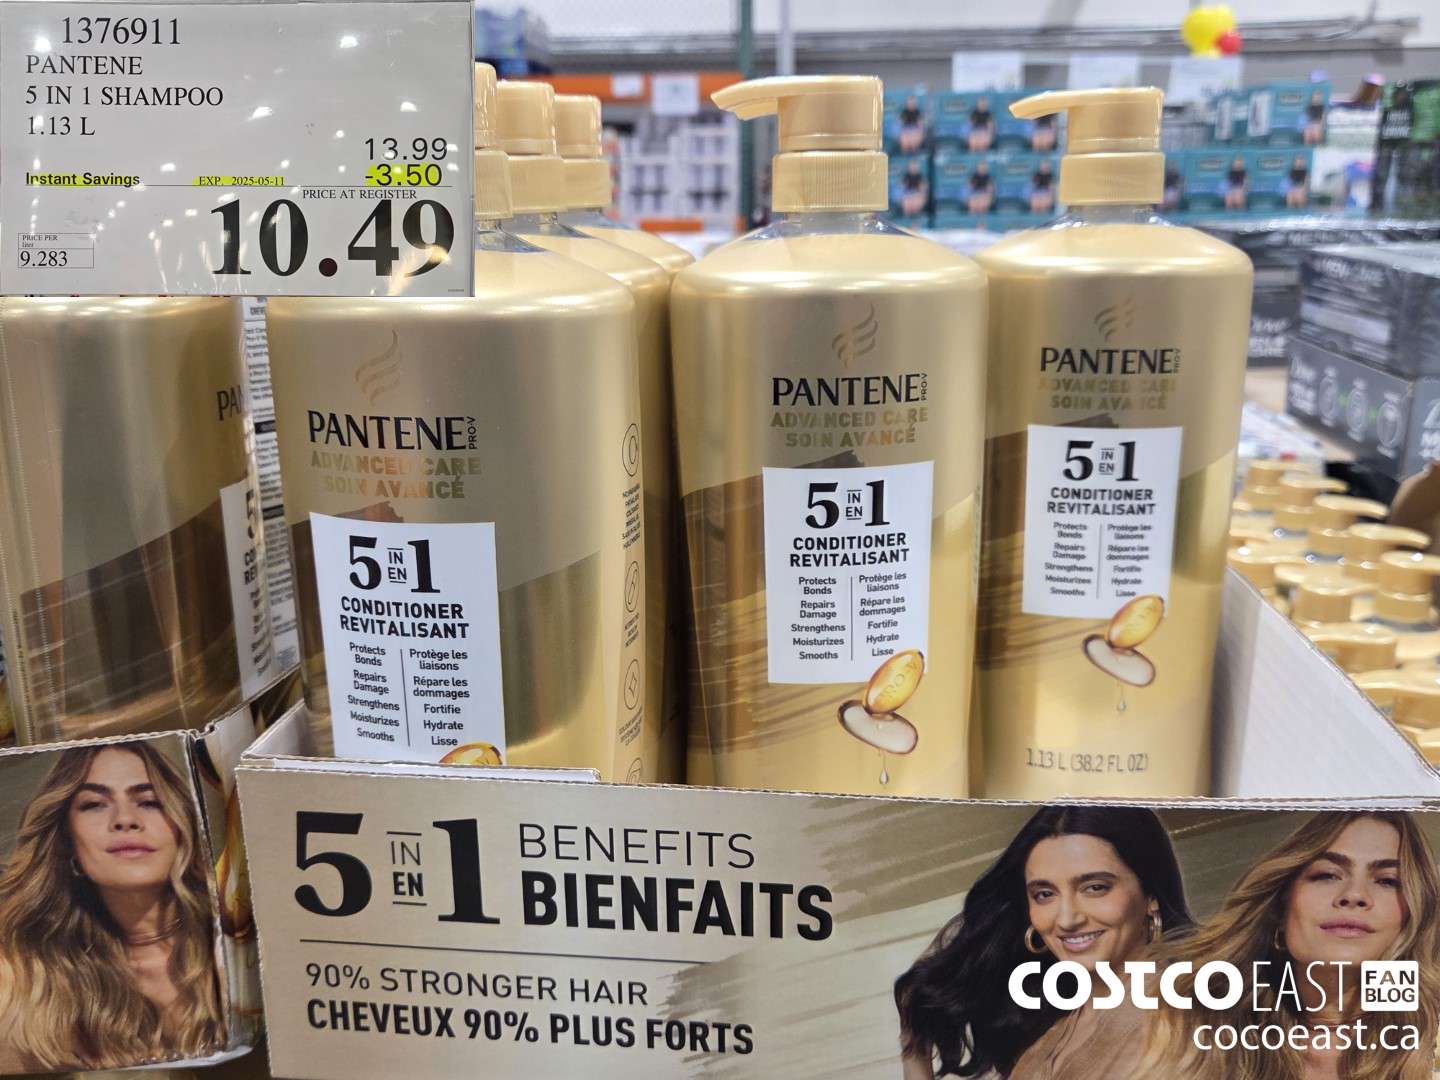 1376911
PANTENE
5 IN 1 SHAMPOO
1.13 L
13.99
Instant Savings EXP. 2025-05-11 -3.50
PRICE AT REGISTER
10.49
PRICE PER
liter
9.283
PANTENE PRO-V
ADVANCED CARE
SOIN AVANCÉ
5 IN EN 1
CONDITIONER
REVITALISANT
Protects Bonds
Repairs Damage
Strengthens
Moisturizes
Smooths
Protège les liaisons
Répare les dommages
Fortifie
Hydrate
Lisse
PANTENE PRO-V
ADVANCED CARE
SOIN AVANCÉ
5 IN EN 1
CONDITIONER
REVITALISANT
Protects Bonds
Repairs Damage
Strengthens
Moisturizes
Smooths
Protège les liaisons
Répare les dommages
Fortifie
Hydrate
Lisse
PRO-V
PANTENE PRO-V
ADVANCED CARE
SOIN AVANCÉ
5 IN EN 1
CONDITIONER
REVITALISANT
Protects Bonds
Repairs Damage
Strengthens
Moisturizes
Smooths
Protège les liaisons
Répare les dommages
Fortifie
Hydrate
Lisse
1.13 L (38.2 FL OZ)
5 IN EN 1 BENEFITS
BIENFAITS
90% STRONGER HAIR
CHEVEUX 90% PLUS FORTS
COSTCO EAST FAN BLOG
cocoeast.ca